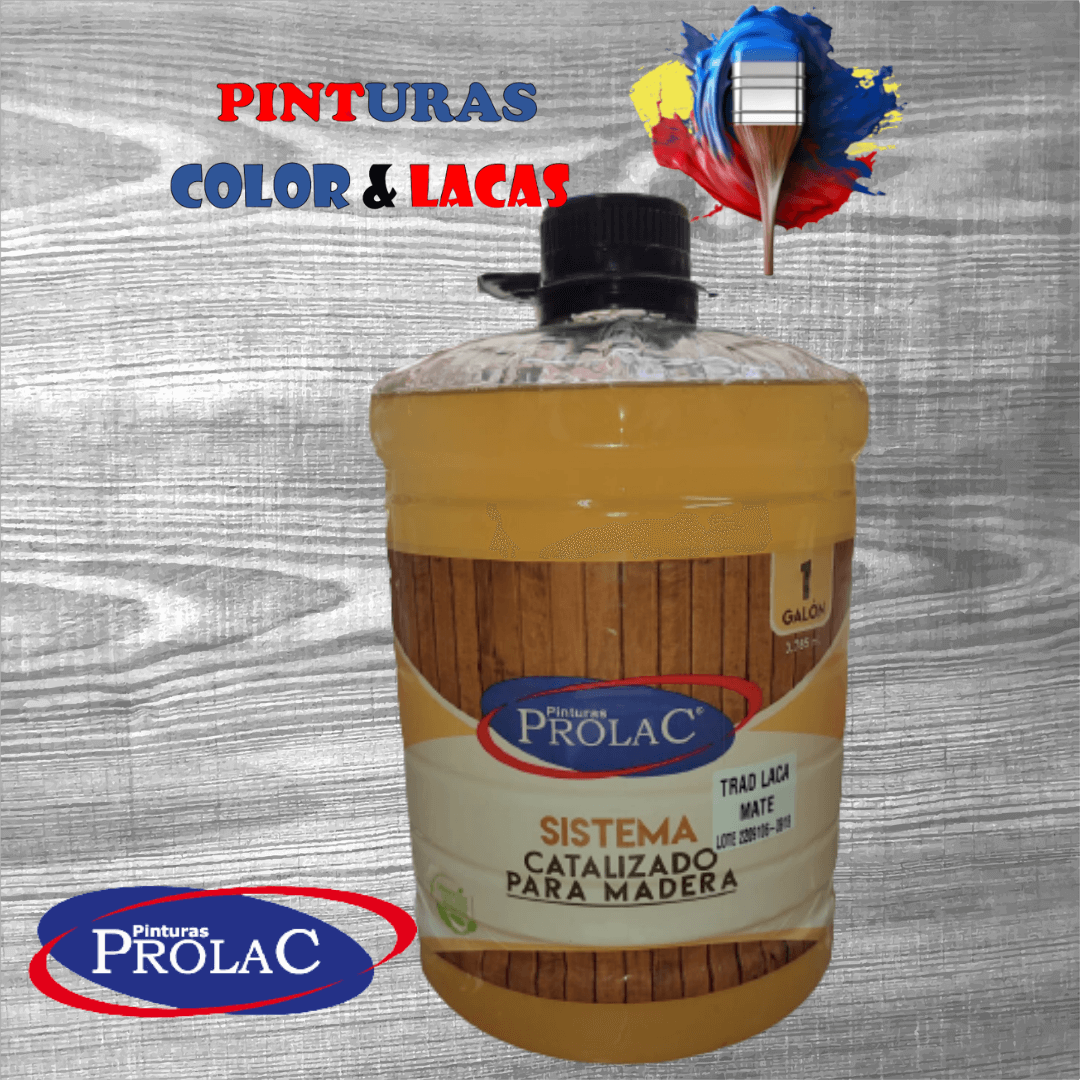 PINTURAS
COLOR & LACAS
1
GALÓN
Pinturas
PROLAC®
TRAD LACA
MATE
SISTEMA
CATALIZADO
PARA MADERA
Pinturas
PROLAC